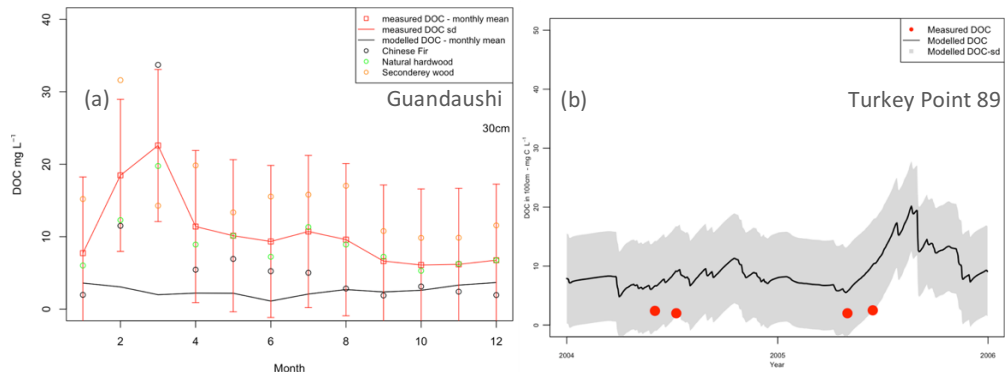 (a)
Guandaushi
30cm
measured DOC - monthly mean
measured DOC sd
modelled DOC - monthly mean
Chinese Fir
Natural hardwood
Seconderey wood
DOC mg L⁻¹
40
30
20
10
0
2
4
6
8
10
12
Month
(b)
Turkey Point 89
Measured DOC
Modelled DOC
Modelled DOC-sd
DOC in 100cm - mg C L⁻¹
50
40
30
20
10
0
2004
2005
2006
Year